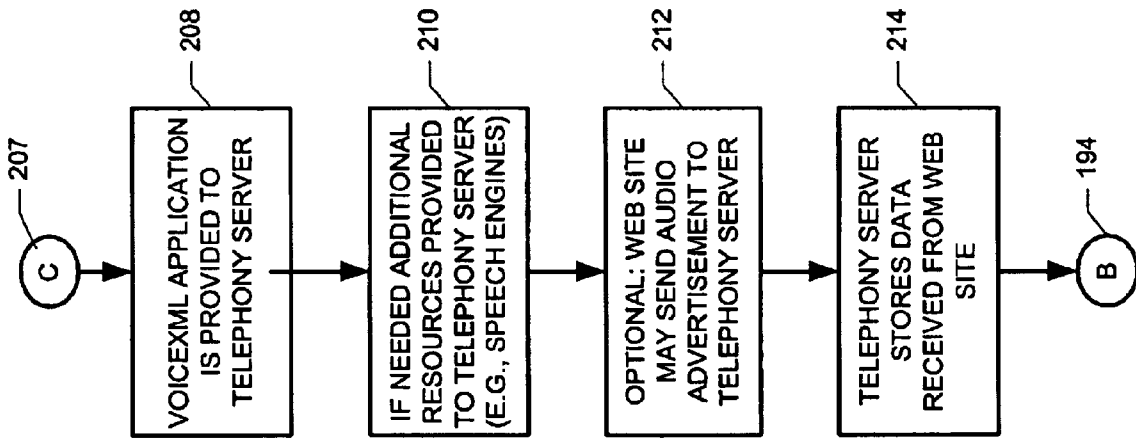 207
C
208
VOICEXML APPLICATION
IS PROVIDED TO
TELEPHONY SERVER
210
IF NEEDED ADDITIONAL
RESOURCES PROVIDED
TO TELEPHONY SERVER
(E.G., SPEECH ENGINES)
212
OPTIONAL: WEB SITE
MAY SEND AUDIO
ADVERTISEMENT TO
TELEPHONY SERVER
214
TELEPHONY SERVER
STORES DATA
RECEIVED FROM WEB
SITE
194
B